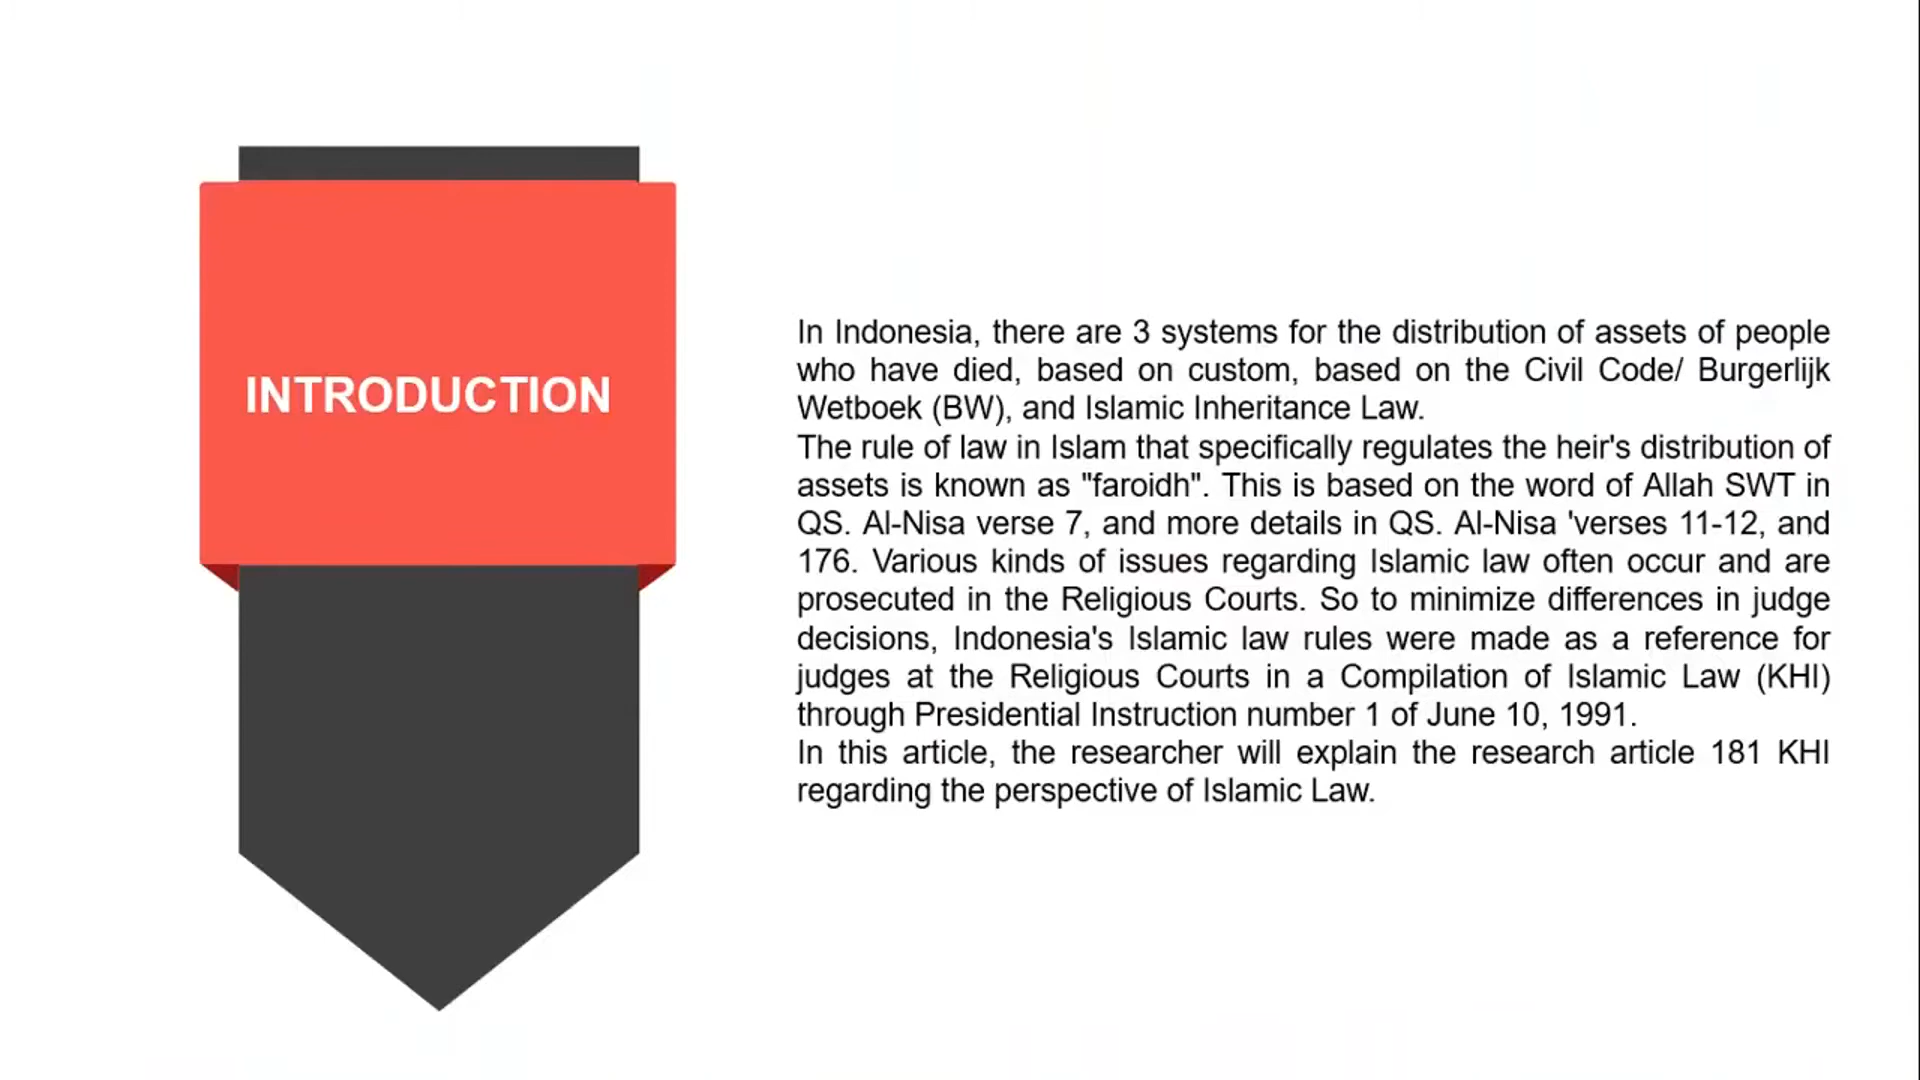 INTRODUCTION
In Indonesia, there are 3 systems for the distribution of assets of people
who have died, based on custom, based on the Civil Code/ Burgerlijk
Wetboek (BW), and Islamic Inheritance Law.
The rule of law in Islam that specifically regulates the heir's distribution of
assets is known as "faroidh". This is based on the word of Allah SWT in
QS. Al-Nisa verse 7, and more details in QS. Al-Nisa 'verses 11-12, and
176. Various kinds of issues regarding Islamic law often occur and are
prosecuted in the Religious Courts. So to minimize differences in judge
decisions, Indonesia's Islamic law rules were made as a reference for
judges at the Religious Courts in a Compilation of Islamic Law (KHI)
through Presidential Instruction number 1 of June 10, 1991.
In this article, the researcher will explain the research article 181 KHI
regarding the perspective of Islamic Law.